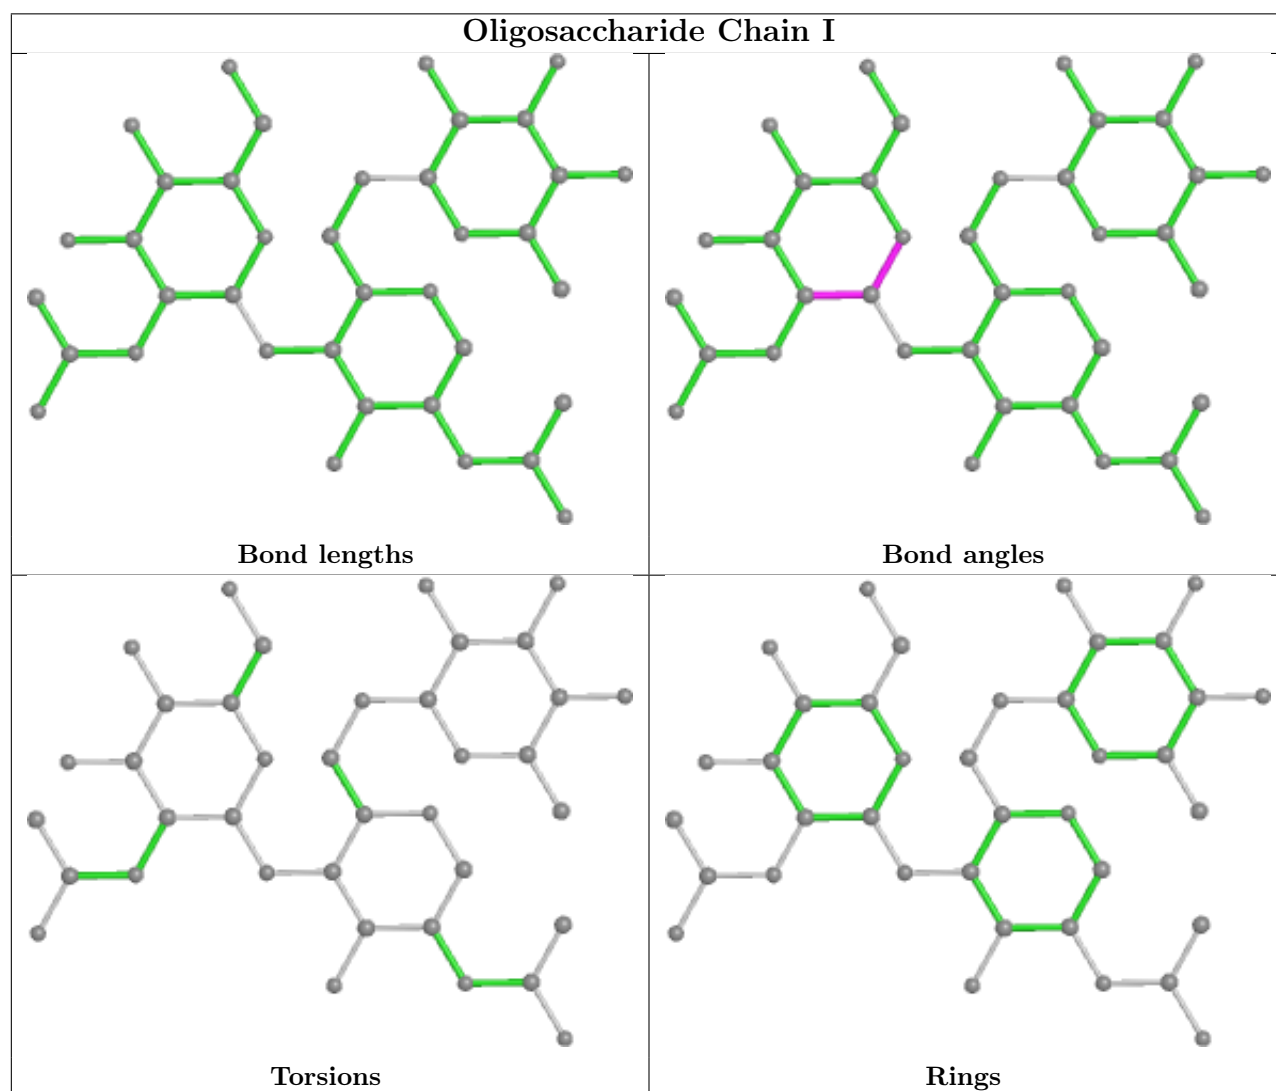 Oligosaccharide Chain I
Bond lengths
Bond angles
Torsions
Rings